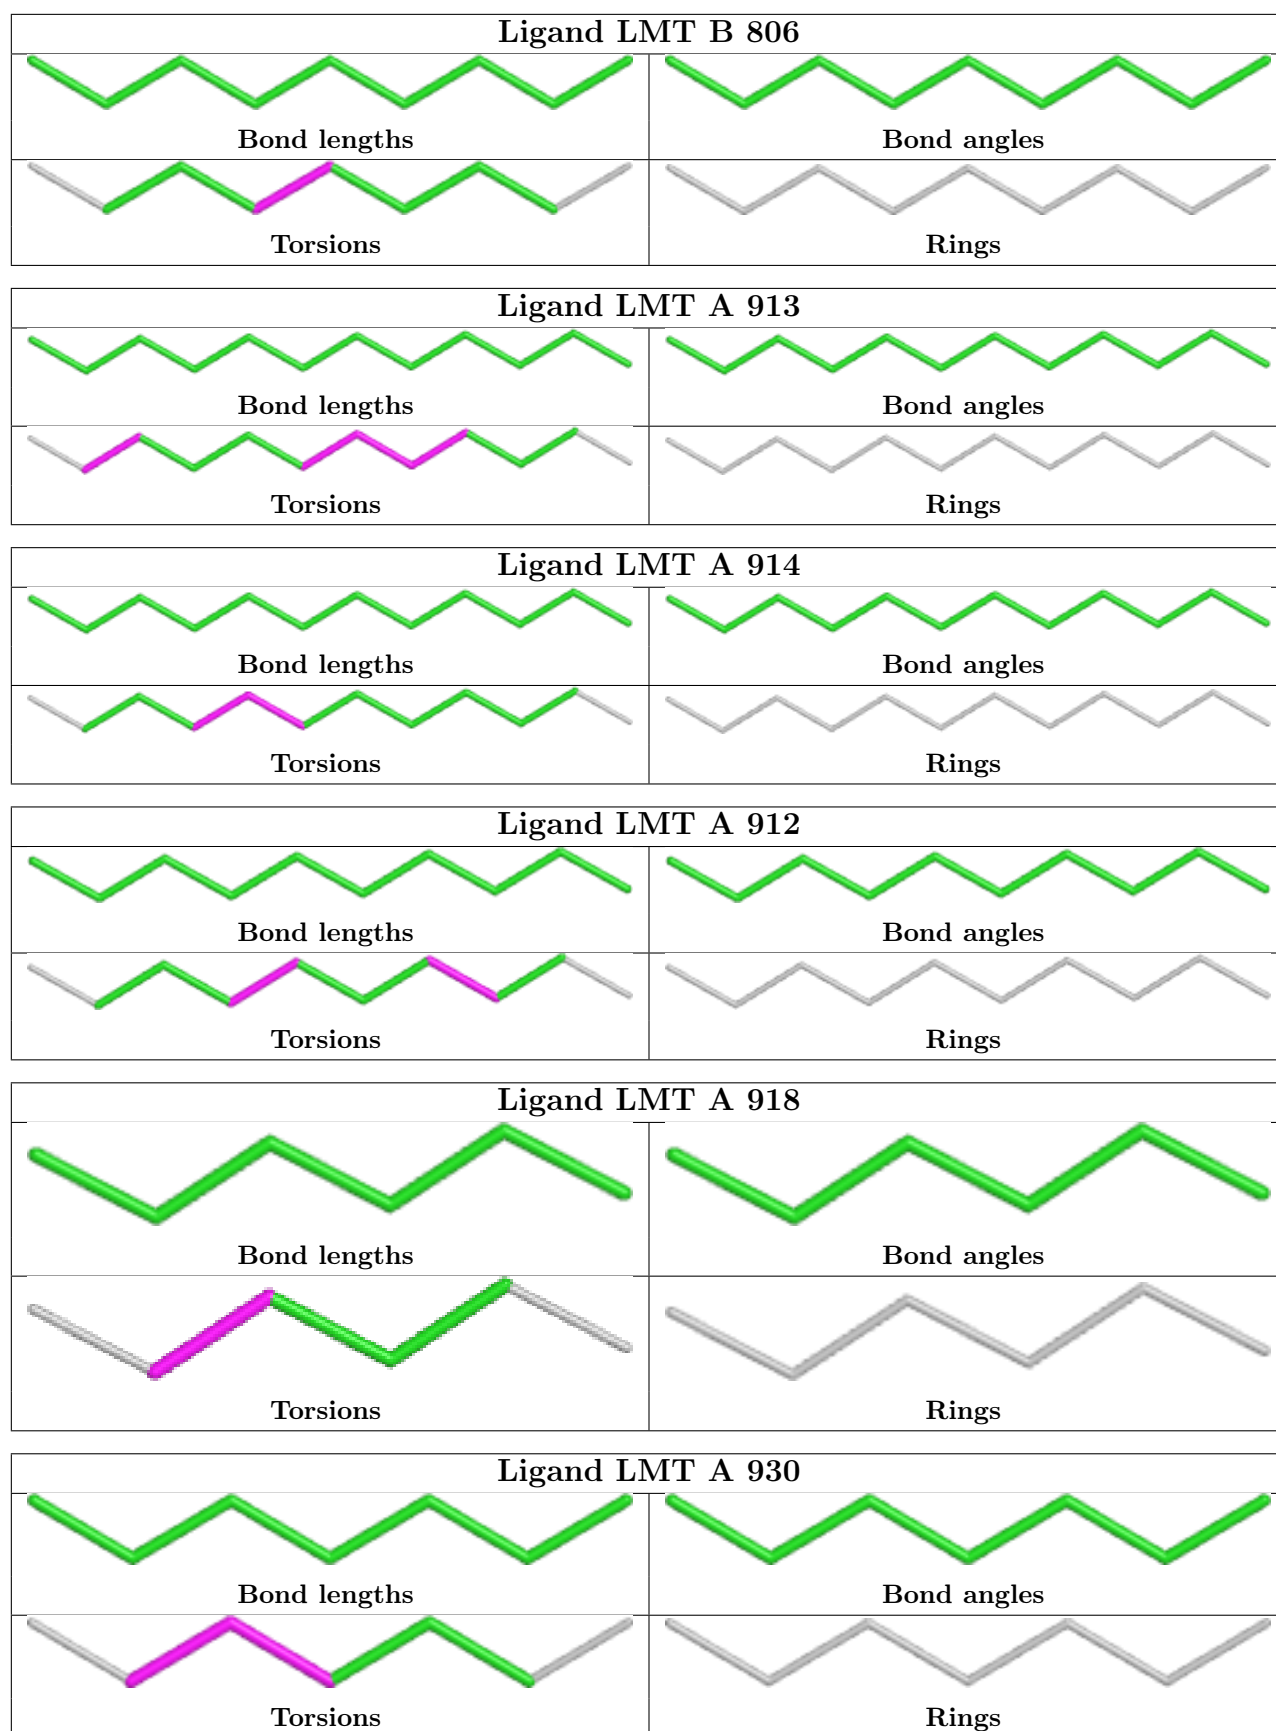 Ligand LMT B 806
Bond lengths Bond angles
Torsions Rings
Ligand LMT A 913
Bond lengths Bond angles
Torsions Rings
Ligand LMT A 914
Bond lengths Bond angles
Torsions Rings
Ligand LMT A 912
Bond lengths Bond angles
Torsions Rings
Ligand LMT A 918
Bond lengths Bond angles
Torsions Rings
Ligand LMT A 930
Bond lengths Bond angles
Torsions Rings